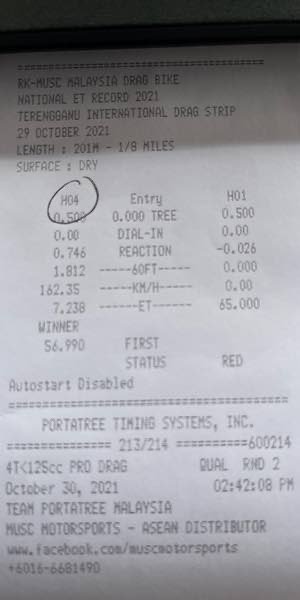 ==========================================
RK-MUSC MALAYSIA DRAG BIKE
NATIONAL ET RECORD 2021
TERENGGANU INTERNATIONAL DRAG STRIP
29 OCTOBER 2021
LENGTH : 201M - 1/8 MILES
SURFACE : DRY
H04 Entry H01
0.500 0.000 TREE 0.500
0.00 DIAL-IN 0.00
0.746 REACTION -0.026
1.812 -----60FT----- 0.000
162.35 -----KM/H----- 0.00
7.238 ------ET------ 65.000
WINNER
56.990 FIRST
STATUS RED
Autostart Disabled
==========================================
PORTATREE TIMING SYSTEMS, INC.
=============== 213/214 ==========600214
4T<125cc PRO DRAG QUAL RND 2
October 30, 2021 02:42:08 PM
TEAM PORTATREE MALAYSIA
MUSC MOTORSPORTS - ASEAN DISTRIBUTOR
www.facebook.com/muscmotorsports
+6016-6681490